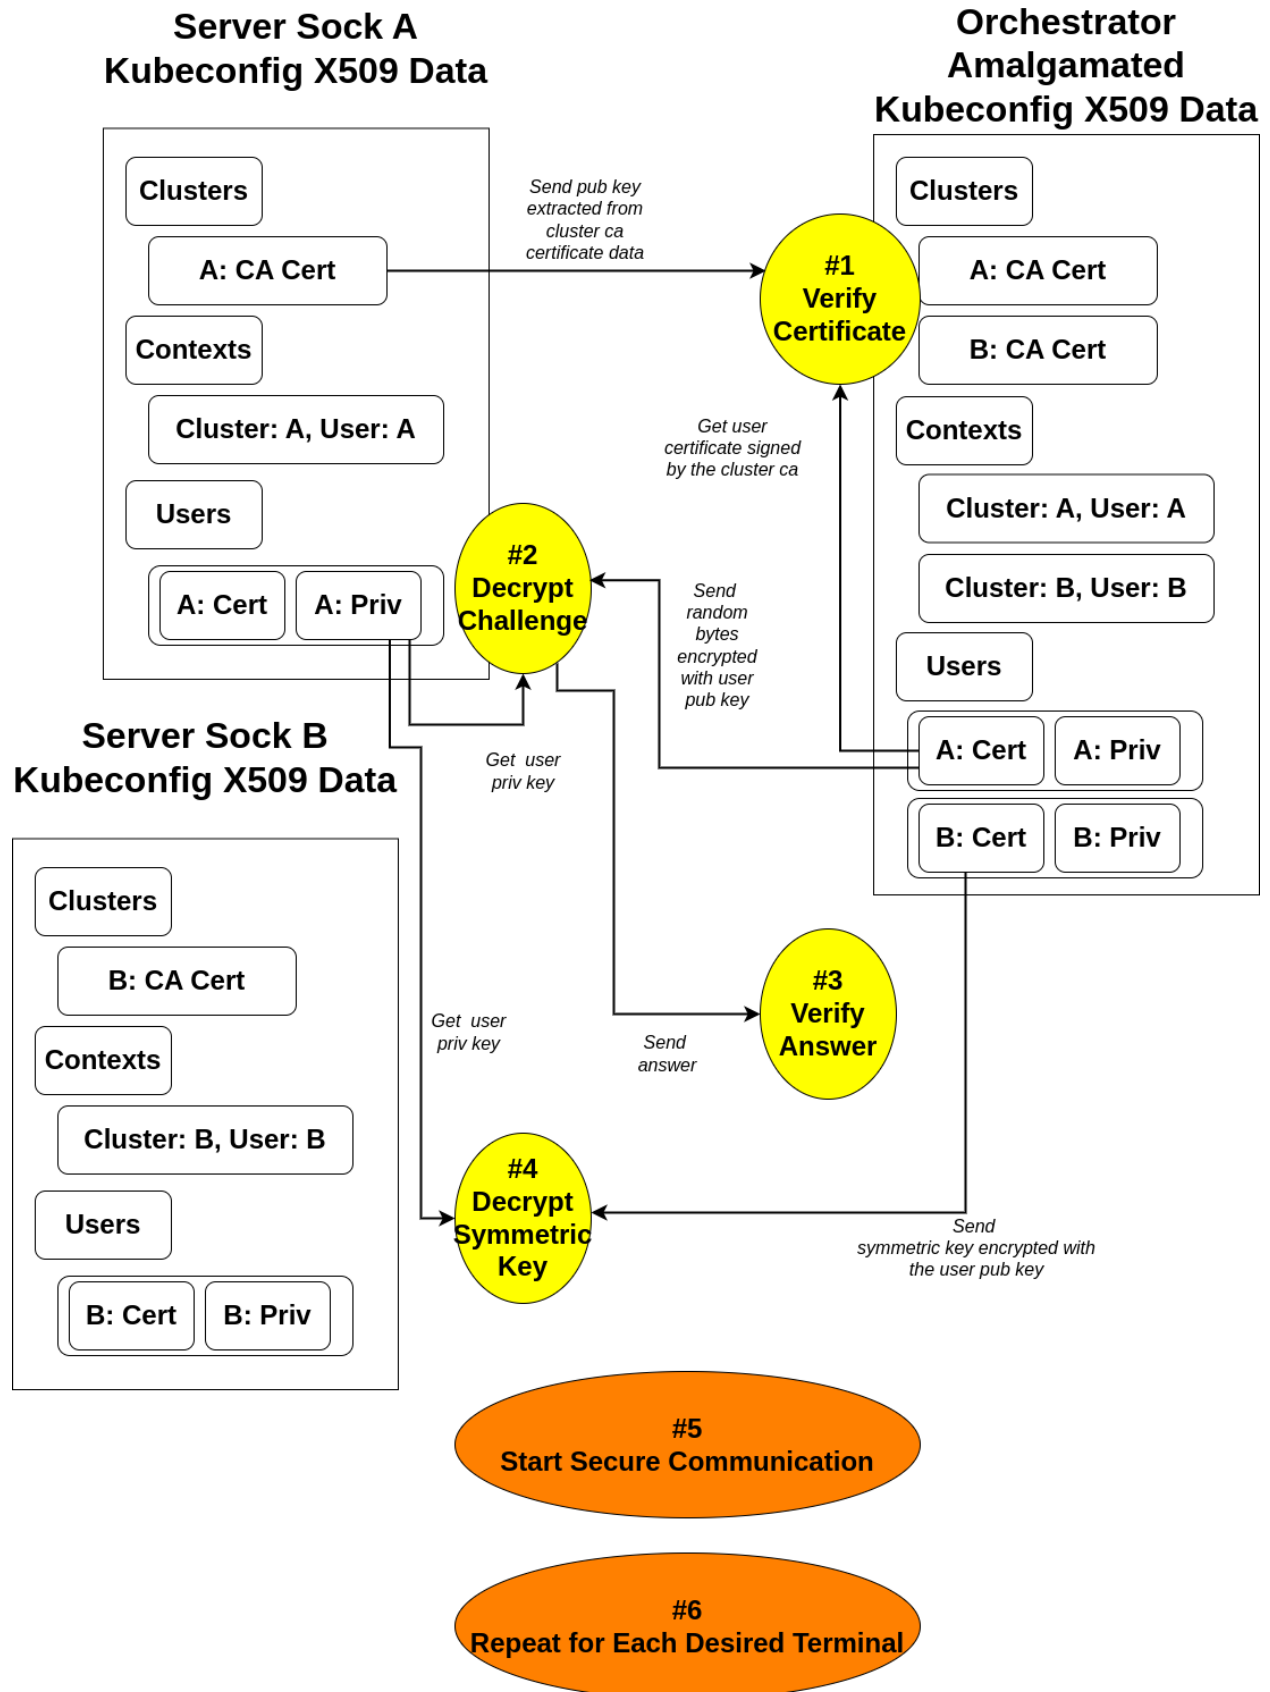 Server Sock A
Kubeconfig X509 Data
Clusters
A: CA Cert
Contexts
Cluster: A, User: A
Users
A: Cert
A: Priv
Send pub key
extracted from
cluster ca
certificate data
#1
Verify
Certificate
Get user
certificate signed
by the cluster ca
#2
Decrypt
Challenge
Send
random
bytes
encrypted
with user
pub key
Get user
priv key
Orchestrator
Amalgamated
Kubeconfig X509 Data
Clusters
A: CA Cert
B: CA Cert
Contexts
Cluster: A, User: A
Cluster: B, User: B
Users
A: Cert
A: Priv
B: Cert
B: Priv
Server Sock B
Kubeconfig X509 Data
Clusters
B: CA Cert
Contexts
Cluster: B, User: B
Users
B: Cert
B: Priv
Get user
priv key
Send
answer
#3
Verify
Answer
#4
Decrypt
Symmetric
Key
Send
symmetric key encrypted with
the user pub key
#5
Start Secure Communication
#6
Repeat for Each Desired Terminal